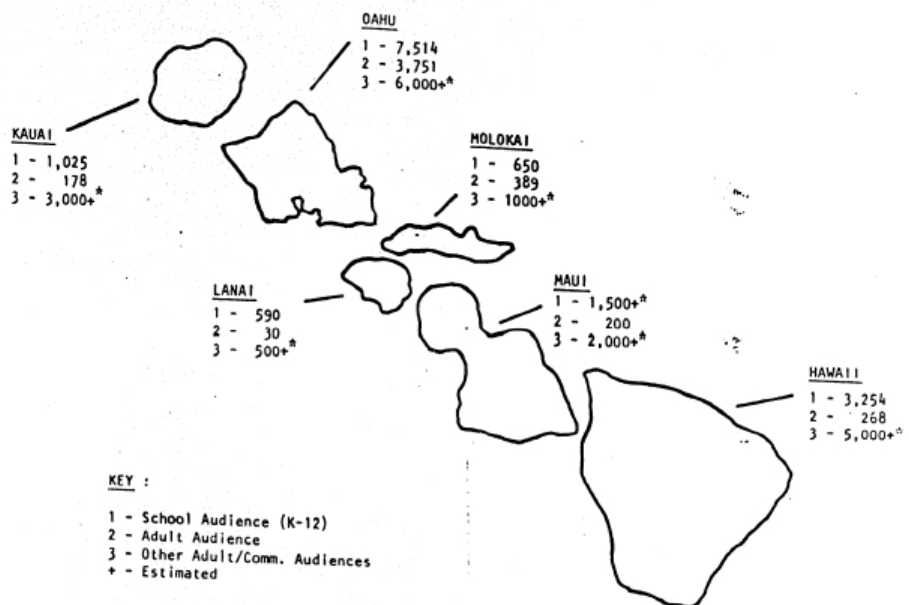 OAHU
1 - 7,514
2 - 3,751
3 - 6,000+*
KAUAI
1 - 1,025
2 - 178
3 - 3,000+*
MOLOKAI
1 - 650
2 - 389
3 - 1000+*
LANAI
1 - 590
2 - 30
3 - 500+*
MAUI
1 - 1,500+*
2 - 200
3 - 2,000+*
HAWAII
1 - 3,254
2 - 268
3 - 5,000+*
KEY :
1 - School Audience (K-12)
2 - Adult Audience
3 - Other Adult/Comm. Audiences
+ - Estimated